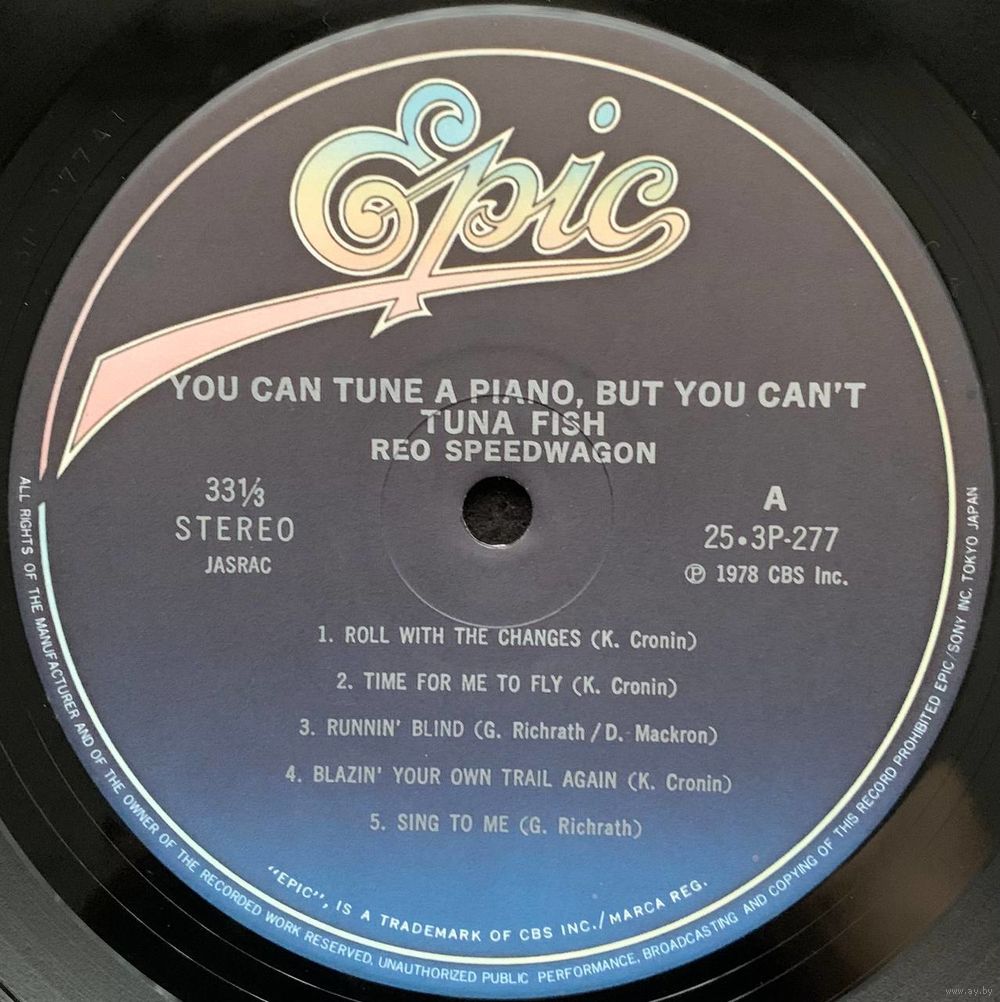 Epic
YOU CAN TUNE A PIANO, BUT YOU CAN'T
TUNA FISH
REO SPEEDWAGON
33⅓
STEREO
JASRAC
A
25•3P-277
Ⓟ 1978 CBS Inc.
1. ROLL WITH THE CHANGES (K. Cronin)
2. TIME FOR ME TO FLY (K. Cronin)
3. RUNNIN' BLIND (G. Richrath / D. Mackron)
4. BLAZIN' YOUR OWN TRAIL AGAIN (K. Cronin)
5. SING TO ME (G. Richrath)
"EPIC", IS A TRADEMARK OF CBS INC. / MARCA REG.
ALL RIGHTS OF THE MANUFACTURER AND OF THE OWNER OF THE RECORDED WORK RESERVED. UNAUTHORIZED PUBLIC PERFORMANCE, BROADCASTING AND COPYING OF THIS RECORD PROHIBITED EPIC/SONY INC. TOKYO JAPAN
www.ay.by